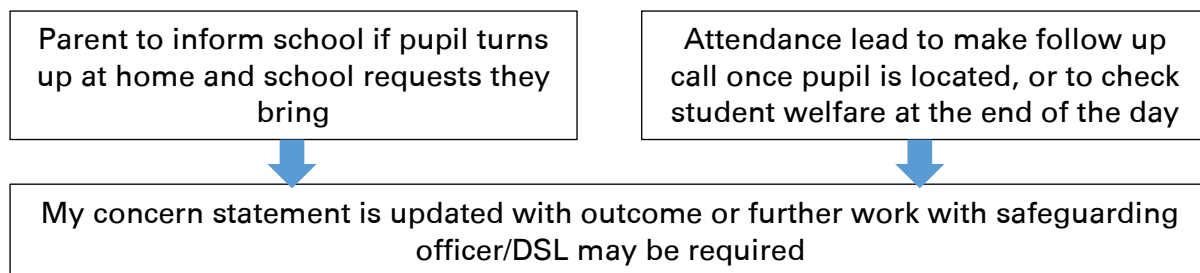 Parent to inform school if pupil turns
up at home and school requests they
bring
Attendance lead to make follow up
call once pupil is located, or to check
student welfare at the end of the day
My concern statement is updated with outcome or further work with safeguarding
officer/DSL may be required